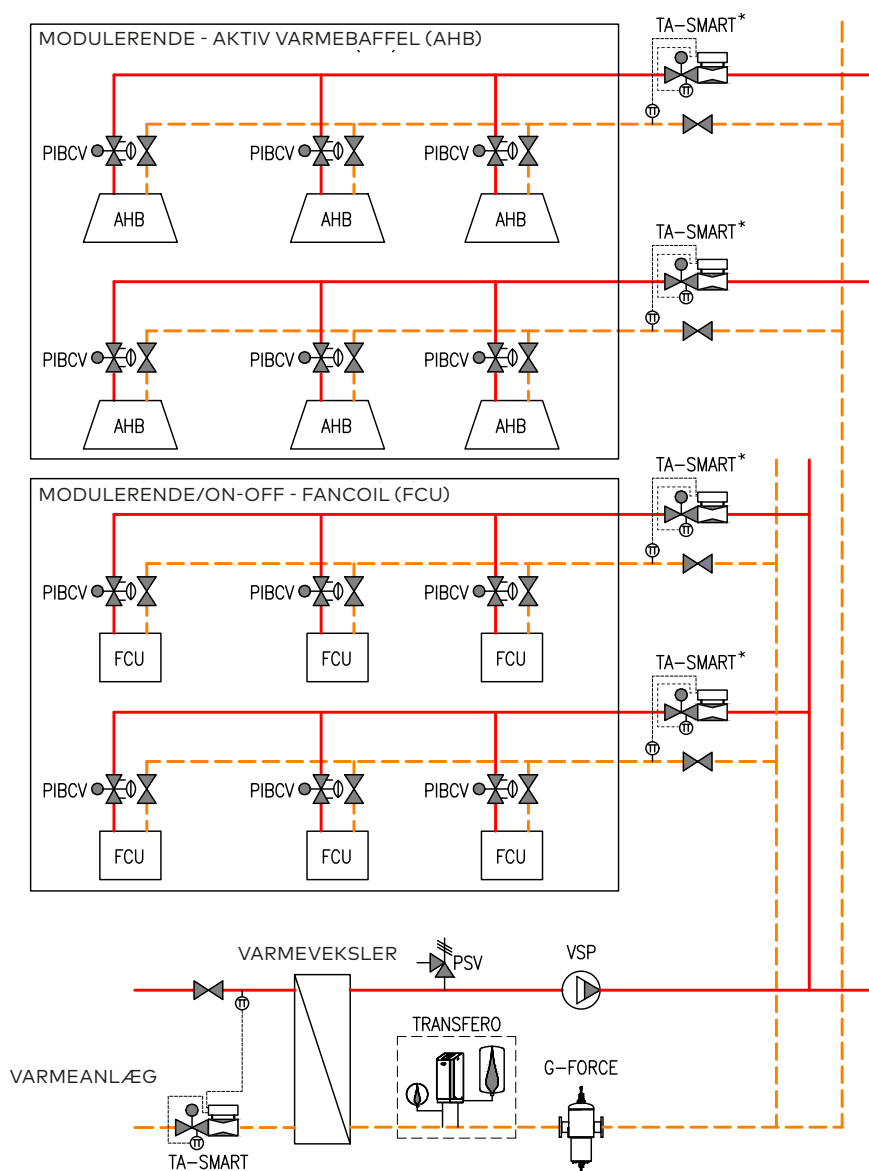 MODULERENDE - AKTIV VARMEBAFFEL (AHB)
TA-SMART*
PIBCV
PIBCV
PIBCV
AHB
AHB
AHB
TA-SMART*
PIBCV
PIBCV
PIBCV
AHB
AHB
AHB
TA-SMART*
MODULERENDE/ON-OFF - FANCOIL (FCU)
PIBCV
PIBCV
PIBCV
FCU
FCU
FCU
TA-SMART*
PIBCV
PIBCV
PIBCV
FCU
FCU
FCU
VARMEVEKSLER
PSV
VSP
TRANSFERO
G-FORCE
VARMEANLÆG
TA-SMART